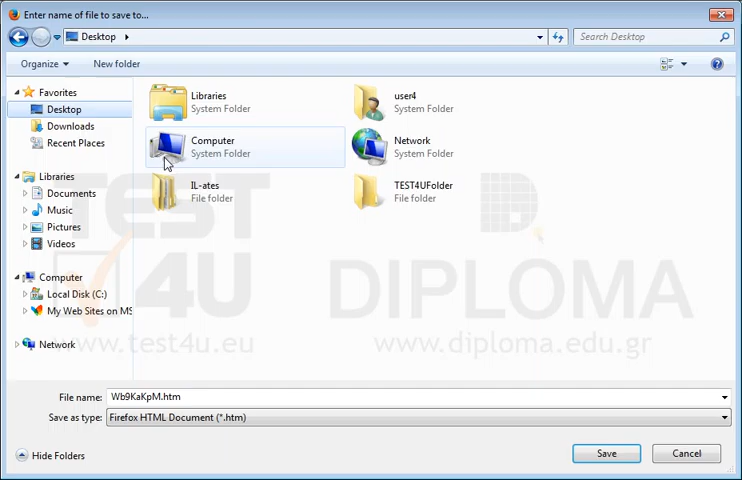 Enter name of file to save to...
Desktop
Search Desktop
Organize New folder
Favorites
Desktop
Downloads
Recent Places
Libraries
Documents
Music
Pictures
Videos
Computer
Local Disk (C:)
My Web Sites on MS
Network
Libraries
System Folder
user4
System Folder
Computer
System Folder
Network
System Folder
IL-ates
File folder
TEST4UFolder
File folder
TEST
4U
DIPLOMA
www.test4u.eu
www.diploma.edu.gr
File name: Wb9KaKpM.htm
Save as type: Firefox HTML Document (*.htm)
Hide Folders
Save
Cancel